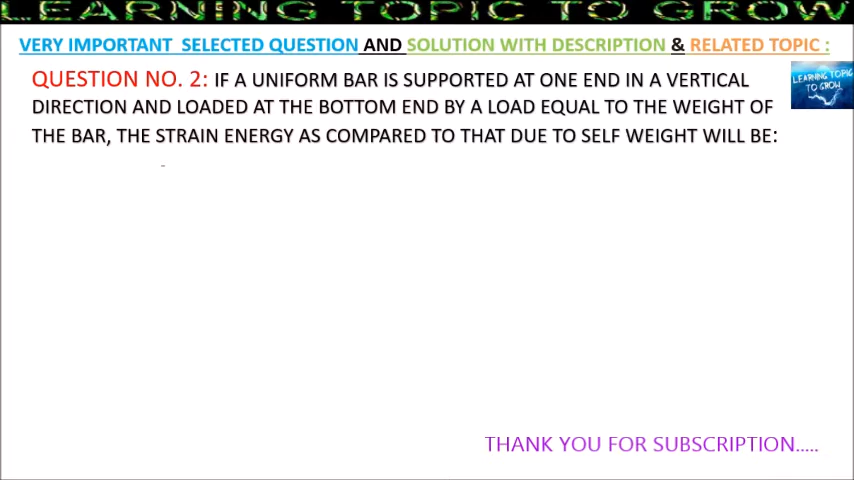 LEARNING TOPIC TO GROW
VERY IMPORTANT SELECTED QUESTION AND SOLUTION WITH DESCRIPTION & RELATED TOPIC :
QUESTION NO. 2: IF A UNIFORM BAR IS SUPPORTED AT ONE END IN A VERTICAL
DIRECTION AND LOADED AT THE BOTTOM END BY A LOAD EQUAL TO THE WEIGHT OF
THE BAR, THE STRAIN ENERGY AS COMPARED TO THAT DUE TO SELF WEIGHT WILL BE:
LEARNING TOPIC
TO GROW
-
THANK YOU FOR SUBSCRIPTION.....